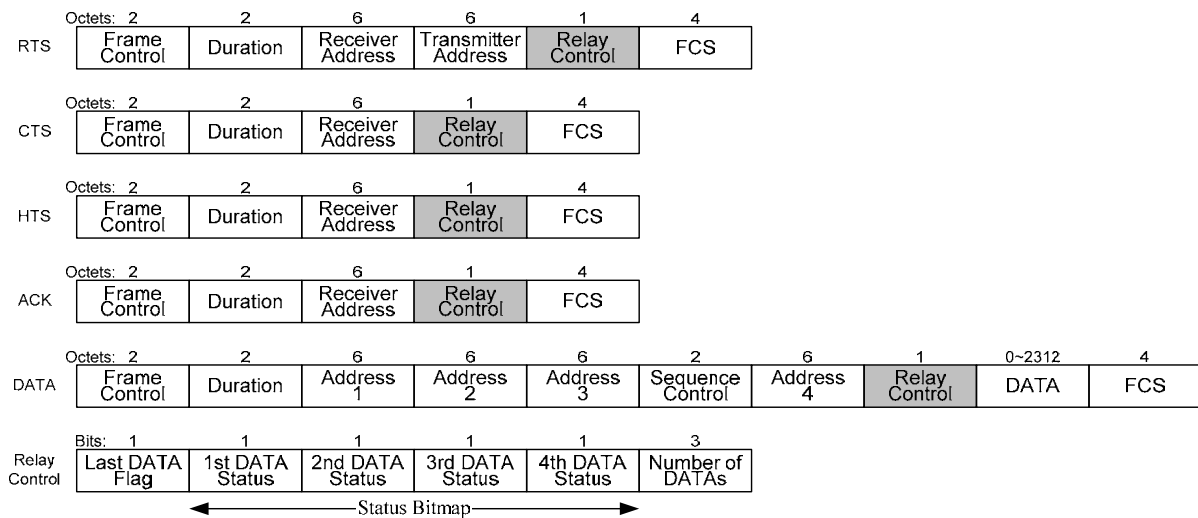 Octets: 2 2 6 6 1 4
RTS Frame Control Duration Receiver Address Transmitter Address Relay Control FCS
Octets: 2 2 6 1 4
CTS Frame Control Duration Receiver Address Relay Control FCS
Octets: 2 2 6 1 4
HTS Frame Control Duration Receiver Address Relay Control FCS
Octets: 2 2 6 1 4
ACK Frame Control Duration Receiver Address Relay Control FCS
Octets: 2 2 6 6 6 2 6 1 0~2312 4
DATA Frame Control Duration Address 1 Address 2 Address 3 Sequence Control Address 4 Relay Control DATA FCS
Bits: 1 1 1 1 1 3
Relay Control Last DATA Flag 1st DATA Status 2nd DATA Status 3rd DATA Status 4th DATA Status Number of DATAs
Status Bitmap